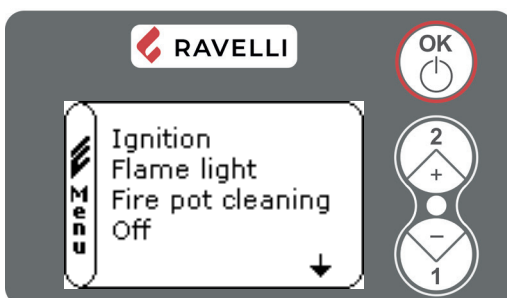 RAVELLI
OK
Menu
Ignition
Flame light
Fire pot cleaning
Off
2
+
−
1